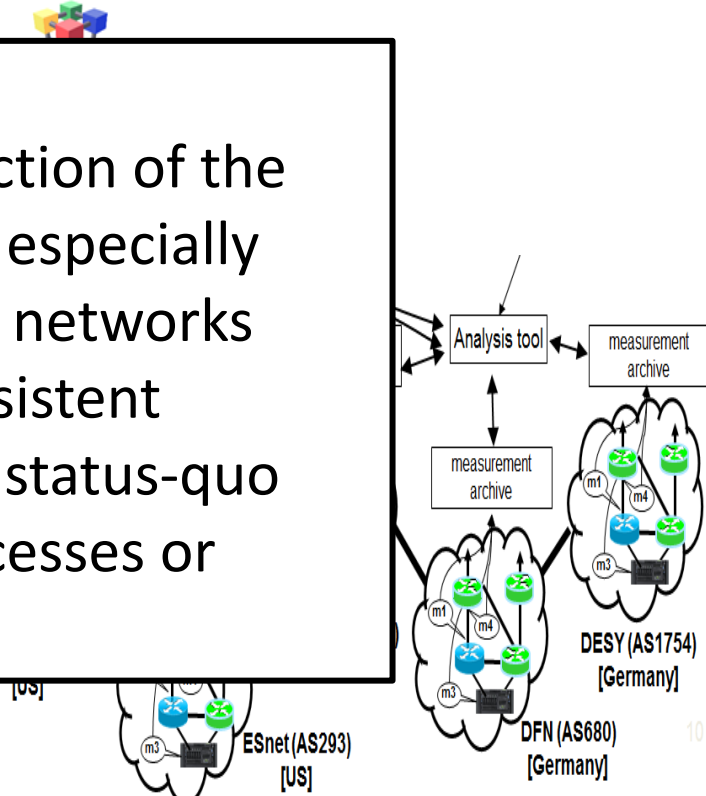 ction of the
especially
networks
sistent
status-quo
cesses or
Analysis tool
measurement
archive
measurement
archive
m1
m4
m3
DESY (AS1754)
[Germany]
m1
m4
m3
DFN (AS680)
[Germany]
[US]
m3
ESnet (AS293)
[US]
10